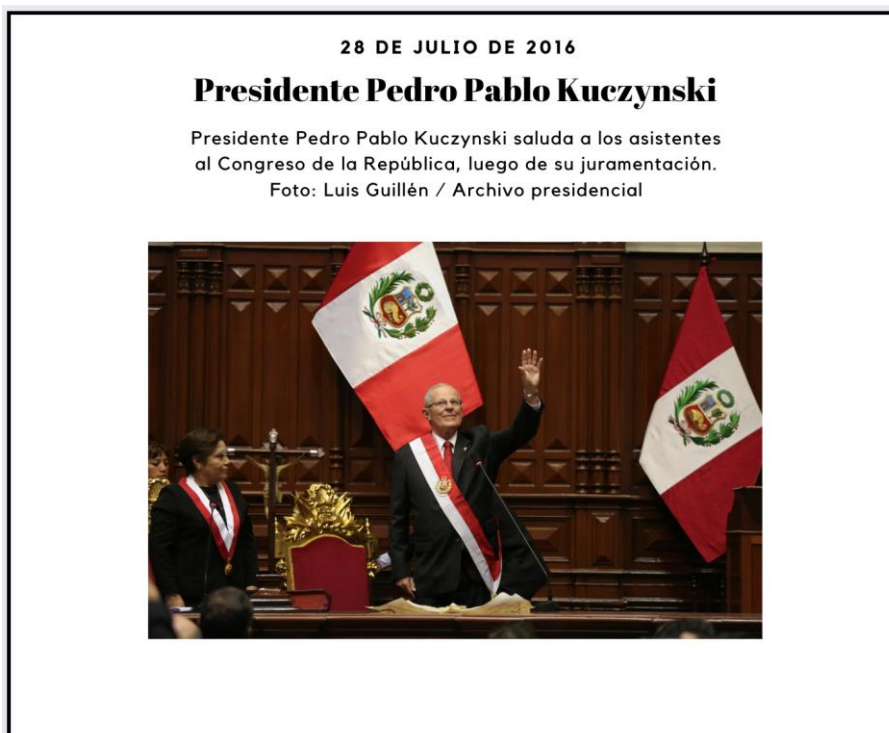 28 DE JULIO DE 2016
Presidente Pedro Pablo Kuczynski
Presidente Pedro Pablo Kuczynski saluda a los asistentes
al Congreso de la República, luego de su juramentación.
Foto: Luis Guillén / Archivo presidencial